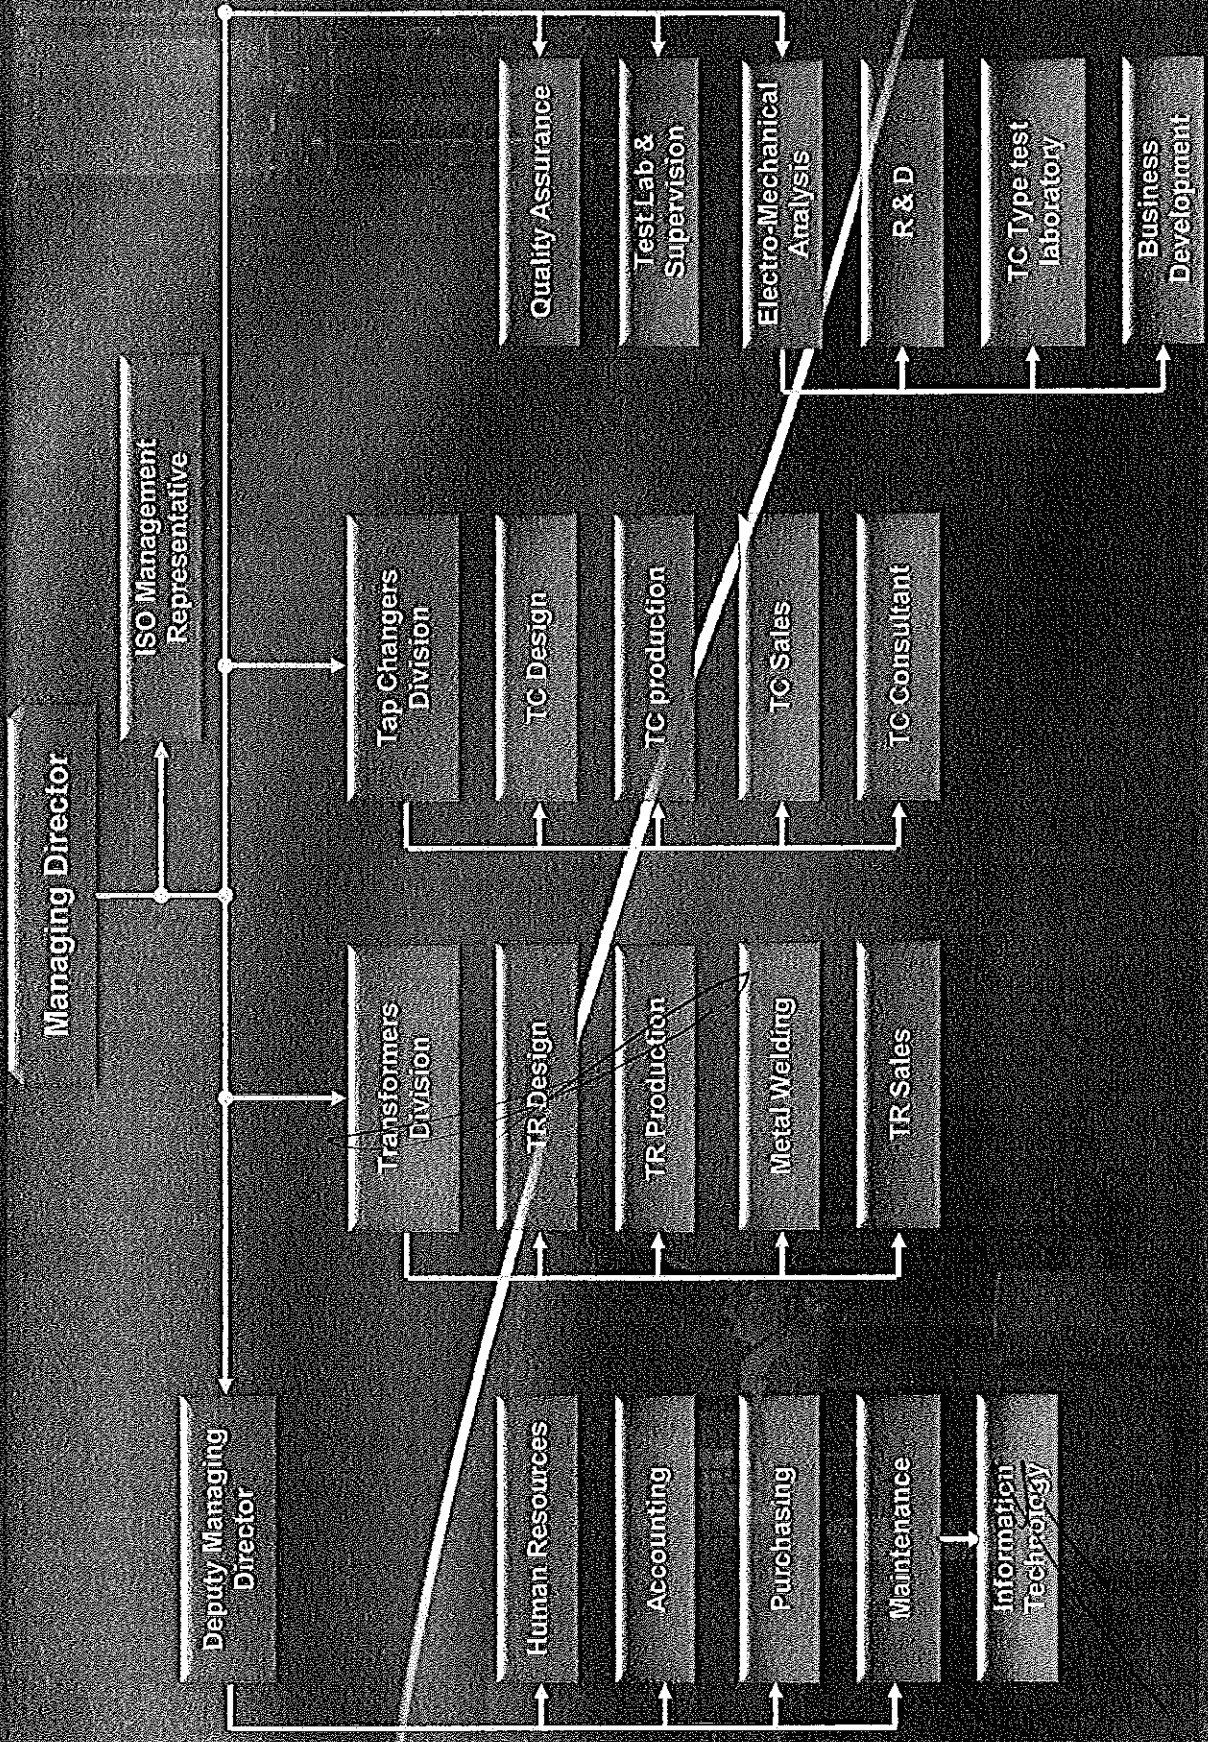 Managing Director
ISO Management
Representative
Deputy Managing
Director
Human Resources
Accounting
Purchasing
Maintenance
Information
Technology
Transformers
Division
TR Design
TR Production
Metal Welding
TR Sales
Tap Changers
Division
TC Design
TC production
TC Sales
TC Consultant
Quality Assurance
Test Lab &
Supervision
Electro-Mechanical
Analysis
R & D
TC Type test
laboratory
Business
Development